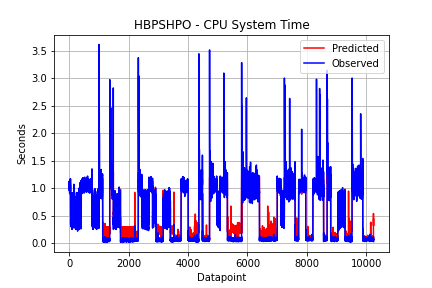 HBPSHPO - CPU System Time
Predicted
Observed
3.5
3.0
2.5
2.0
1.5
1.0
0.5
0.0
Seconds
0 2000 4000 6000 8000 10000
Datapoint